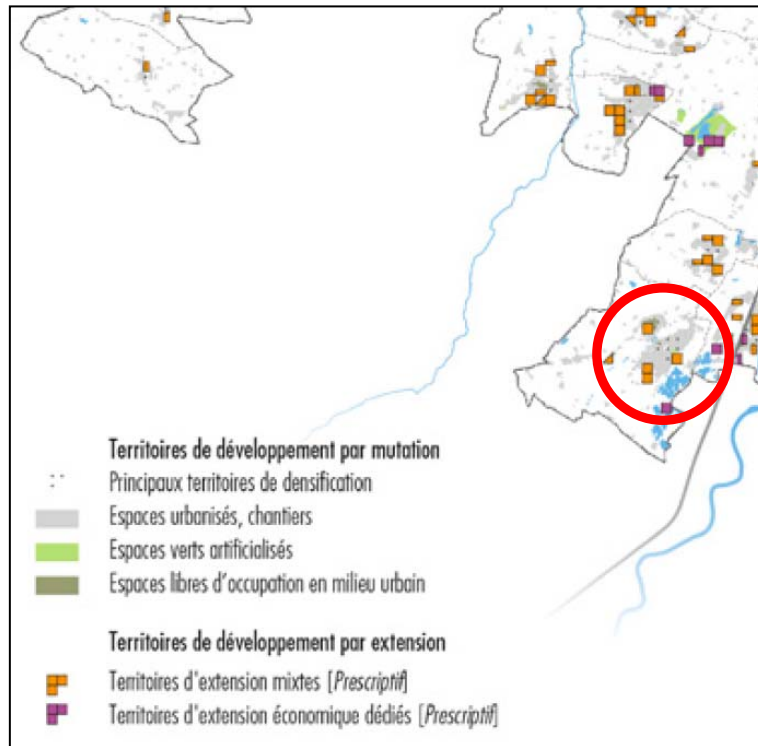 Territoires de développement par mutation
Principaux territoires de densification
Espaces urbanisés, chantiers
Espaces verts artificialisés
Espaces libres d'occupation en milieu urbain
Territoires de développement par extension
Territoires d'extension mixtes [Prescriptif]
Territoires d'extension économique dédiés [Prescriptif]